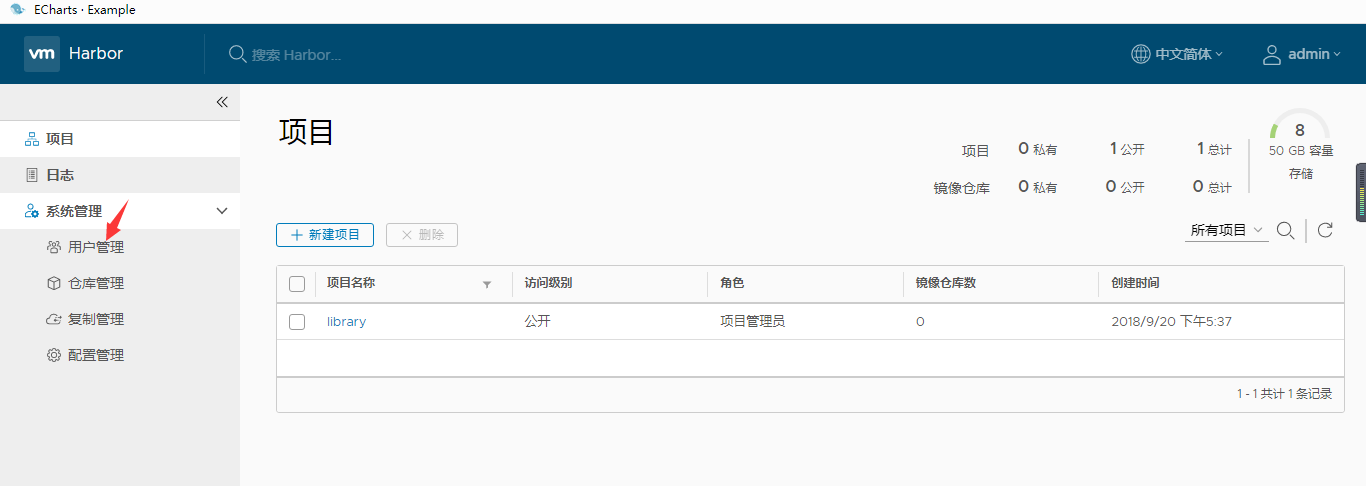 ECharts · Example
vm Harbor 搜索 Harbor... 中文简体 admin
项目
日志
系统管理
用户管理
仓库管理
复制管理
配置管理
项目
项目 0 私有 1 公开 1 总计
镜像仓库 0 私有 0 公开 0 总计
8
50 GB 容量
存储
新建项目 删除 所有项目
项目名称 访问级别 角色 镜像仓库数 创建时间
library 公开 项目管理员 0 2018/9/20 下午5:37
1 - 1 共计 1 条记录